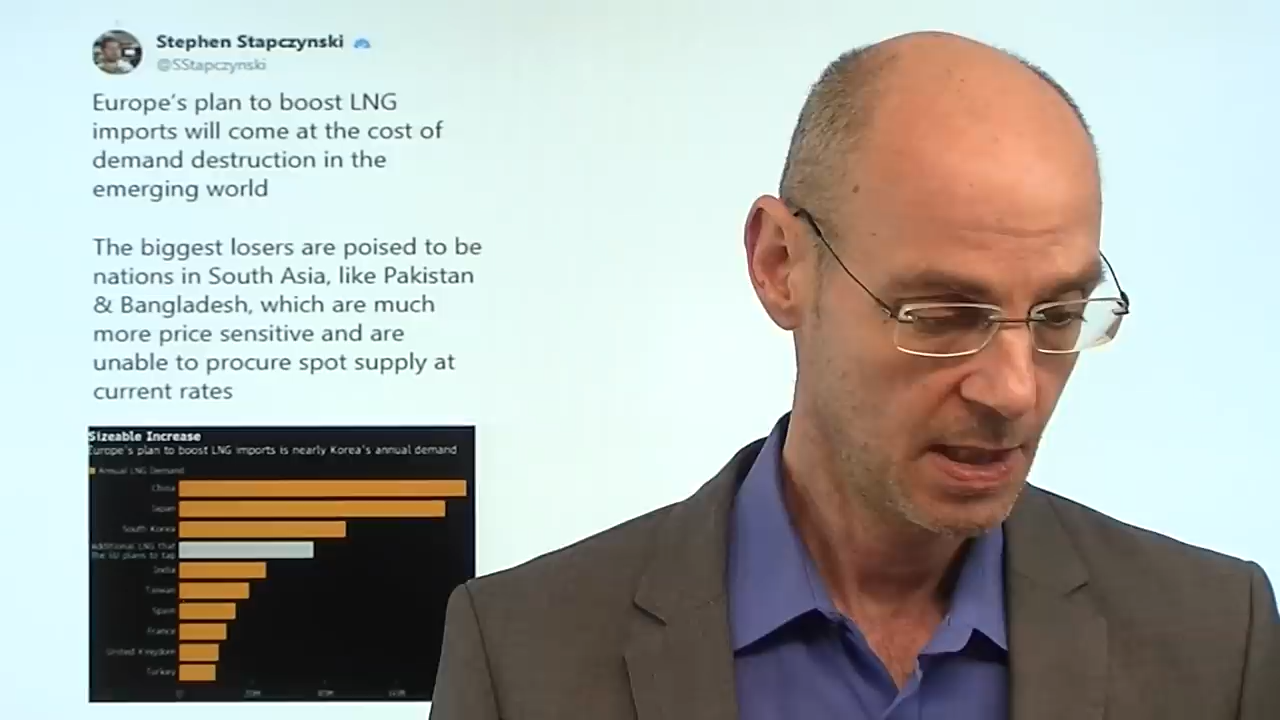 Stephen Stapczynski
@SStapczynski
Europe's plan to boost LNG
imports will come at the cost of
demand destruction in the
emerging world
The biggest losers are poised to be
nations in South Asia, like Pakistan
& Bangladesh, which are much
more price sensitive and are
unable to procure spot supply at
current rates
Sizeable Increase
Europe's plan to boost LNG imports is nearly Korea's annual demand
Annual LNG Demand
China
Japan
South Korea
Additional LNG that
the EU plans to tap
India
Taiwan
Spain
France
United Kingdom
Turkey